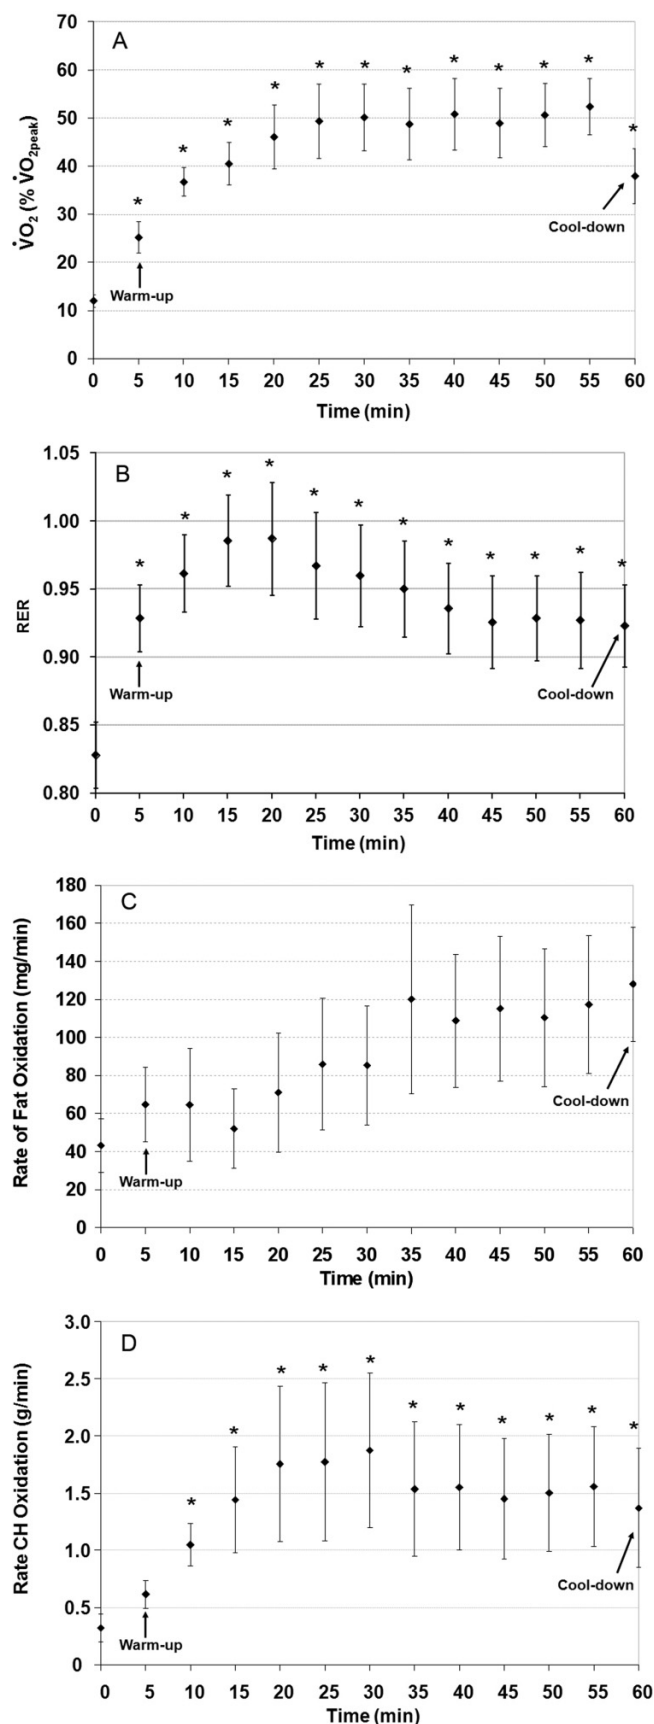 A
V̇O₂ (% V̇O₂peak)
70
60
50
40
30
20
10
0
* * * * * * * * * * * *
Warm-up
Cool-down
0 5 10 15 20 25 30 35 40 45 50 55 60
Time (min)
B
RER
1.05
1.00
0.95
0.90
0.85
0.80
* * * * * * * * * * * *
Warm-up
Cool-down
0 5 10 15 20 25 30 35 40 45 50 55 60
Time (min)
C
Rate of Fat Oxidation (mg/min)
180
160
140
120
100
80
60
40
20
0
Warm-up
Cool-down
0 5 10 15 20 25 30 35 40 45 50 55 60
Time (min)
D
Rate CH Oxidation (g/min)
3.0
2.5
2.0
1.5
1.0
0.5
0
* * * * * * * * * * *
Warm-up
Cool-down
0 5 10 15 20 25 30 35 40 45 50 55 60
Time (min)